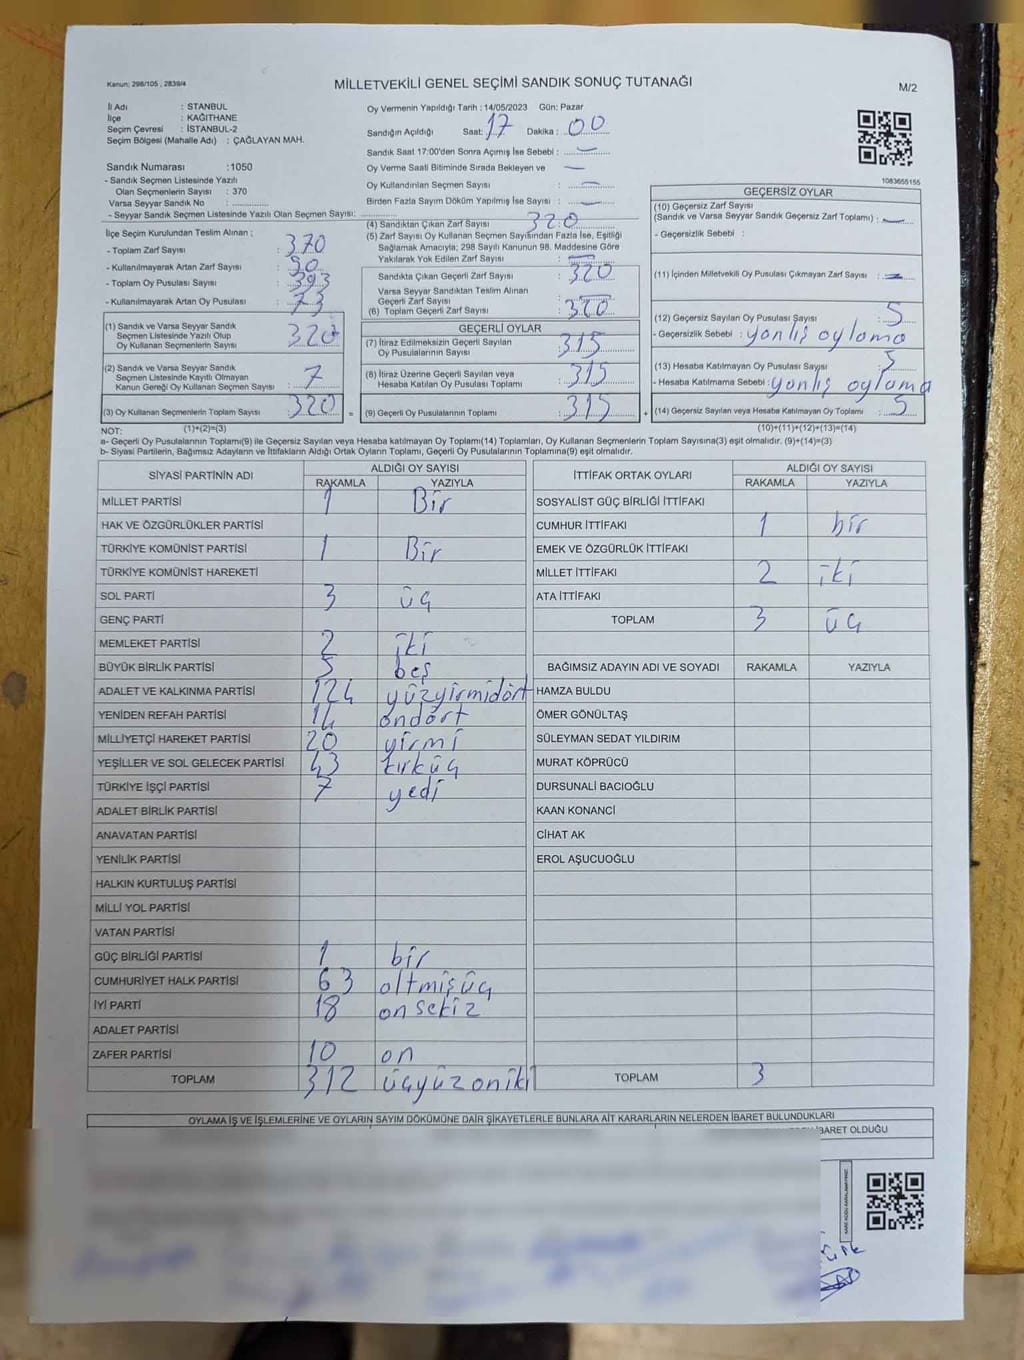 Kanun: 298/105 , 2839/4
MİLLETVEKİLİ GENEL SEÇİMİ SANDIK SONUÇ TUTANAĞI
M/2
İl Adı : STANBUL
İlçe : KAĞITHANE
Seçim Çevresi : İSTANBUL-2
Seçim Bölgesi (Mahalle Adı) : ÇAĞLAYAN MAH.
Oy Vermenin Yapıldığı Tarih : 14/05/2023 Gün: Pazar
Sandığın Açıldığı Saat: 17 Dakika : 00
Sandık Saat 17:00'den Sonra Açımış İse Sebebi : —
Oy Verme Saati Bitiminde Sırada Bekleyen ve —
Oy Kullandırılan Seçmen Sayısı : —
Birden Fazla Sayım Döküm Yapılmış İse Sayısı : —
Sandık Numarası :1050
- Sandık Seçmen Listesinde Yazılı
Olan Seçmenlerin Sayısı : 370
Varsa Seyyar Sandık No :
- Seyyar Sandık Seçmen Listesinde Yazılı Olan Seçmen Sayısı:
İlçe Seçim Kurulundan Teslim Alınan ;
- Toplam Zarf Sayısı : 370
- Kullanılmayarak Artan Zarf Sayısı :
- Toplam Oy Pusulası Sayısı : 393
- Kullanılmayarak Artan Oy Pusulası : 73
(1) Sandık ve Varsa Seyyar Sandık
Seçmen Listesinde Yazılı Olup
Oy Kullanan Seçmenlerin Sayısı :
(2) Sandık ve Varsa Seyyar Sandık
Seçmen Listesinde Kayıtlı Olmayan
Kanun Gereği Oy Kullanan Seçmen Sayısı : 7
(3) Oy Kullanan Seçmenlerin Toplam Sayısı : 320 =
(4) Sandıktan Çıkan Zarf Sayısı : 320
(5) Zarf Sayısı Oy Kullanan Seçmen Sayısından Fazla İse, Eşitliği
Sağlamak Amacıyla; 298 Sayılı Kanunun 98. Maddesine Göre
Yakılarak Yok Edilen Zarf Sayısı : —
Sandıkta Çıkan Geçerli Zarf Sayısı : 320
Varsa Seyyar Sandıktan Teslim Alınan
Geçerli Zarf Sayısı : —
(6) Toplam Geçerli Zarf Sayısı : 320
GEÇERLİ OYLAR
(7) İtiraz Edilmeksizin Geçerli Sayılan
Oy Pusulalarının Sayısı : 315
(8) İtiraz Üzerine Geçerli Sayılan veya
Hesaba Katılan Oy Pusulası Toplamı : 315
(9) Geçerli Oy Pusulalarının Toplamı : 315 +
1083655155
GEÇERSİZ OYLAR
(10) Geçersiz Zarf Sayısı
(Sandık ve Varsa Seyyar Sandık Geçersiz Zarf Toplamı) : —
- Geçersizlik Sebebi :
(11) İçinden Milletvekili Oy Pusulası Çıkmayan Zarf Sayısı : —
(12) Geçersiz Sayılan Oy Pusulası Sayısı : 5
- Geçersizlik Sebebi : yanlış oylama
(13) Hesaba Katılmayan Oy Pusulası Sayısı : 5
- Hesaba Katılmama Sebebi : yanlış oylama
(14) Geçersiz Sayılan veya Hesaba Katılmayan Oy Toplamı : 5
NOT: (1)+(2)=(3) (10)+(11)+(12)+(13)=(14)
a- Geçerli Oy Pusulalarının Toplamı(9) ile Geçersiz Sayılan veya Hesaba katılmayan Oy Toplamı(14) Toplamları, Oy Kullanan Seçmenlerin Toplam Sayısına(3) eşit olmalıdır. (9)+(14)=(3)
b- Siyasi Partilerin, Bağımsız Adayların ve İttifakların Aldığı Ortak Oyların Toplamı, Geçerli Oy Pusulalarının Toplamına(9) eşit olmalıdır.
SİYASİ PARTİNİN ADI ALDIĞI OY SAYISI
RAKAMLA YAZIYLA
MİLLET PARTİSİ 1 Bir
HAK VE ÖZGÜRLÜKLER PARTİSİ
TÜRKİYE KOMÜNİST PARTİSİ 1 Bir
TÜRKİYE KOMÜNİST HAREKETİ
SOL PARTİ 3 üç
GENÇ PARTİ
MEMLEKET PARTİSİ 2 iki
BÜYÜK BİRLİK PARTİSİ 5 beş
ADALET VE KALKINMA PARTİSİ 124 yüzyirmidört
YENİDEN REFAH PARTİSİ 14 ondört
MİLLİYETÇİ HAREKET PARTİSİ 20 yirmi
YEŞİLLER VE SOL GELECEK PARTİSİ 43 kırküç
TÜRKİYE İŞÇİ PARTİSİ 7 yedi
ADALET BİRLİK PARTİSİ
ANAVATAN PARTİSİ
YENİLİK PARTİSİ
HALKIN KURTULUŞ PARTİSİ
MİLLİ YOL PARTİSİ
VATAN PARTİSİ
GÜÇ BİRLİĞİ PARTİSİ 1 bir
CUMHURİYET HALK PARTİSİ 63 altmışüç
İYİ PARTİ 18 onsekiz
ADALET PARTİSİ
ZAFER PARTİSİ 10 on
TOPLAM 312 üçyüzoniki
İTTİFAK ORTAK OYLARI ALDIĞI OY SAYISI
RAKAMLA YAZIYLA
SOSYALİST GÜÇ BİRLİĞİ İTTİFAKI
CUMHUR İTTİFAKI 1 bir
EMEK VE ÖZGÜRLÜK İTTİFAKI
MİLLET İTTİFAKI 2 iki
ATA İTTİFAKI
TOPLAM 3 üç
BAĞIMSIZ ADAYIN ADI VE SOYADI RAKAMLA YAZIYLA
HAMZA BULDU
ÖMER GÖNÜLTAŞ
SÜLEYMAN SEDAT YILDIRIM
MURAT KÖPRÜCÜ
DURSUNALİ BACIOĞLU
KAAN KONANCİ
CİHAT AK
EROL AŞUCUOĞLU
TOPLAM 3
OYLAMA İŞ VE İŞLEMLERİNE VE OYLARIN SAYIM DÖKÜMÜNE DAİR ŞİKAYETLERLE BUNLARA AİT KARARLARIN NELERDEN İBARET BULUNDUKLARI
İBARET OLDUĞU